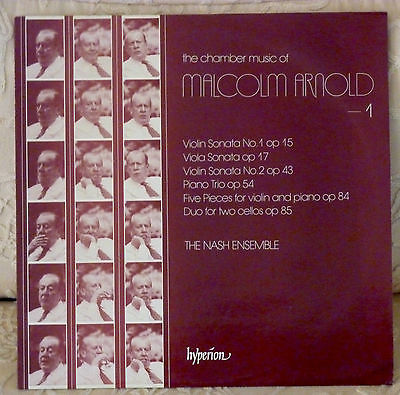 the chamber music of
MALCOLM ARNOLD
—1
Violin Sonata No.1 op 15
Viola Sonata op 17
Violin Sonata No.2 op 43
Piano Trio op 54
Five Pieces for violin and piano op 84
Duo for two cellos op 85
THE NASH ENSEMBLE
hyperion